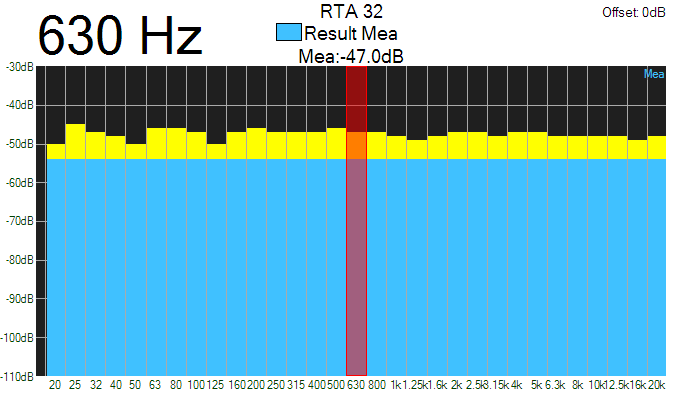 630 Hz
RTA 32
Result Mea
Mea:-47.0dB
Offset: 0dB
Mea
-30dB
-40dB
-50dB
-60dB
-70dB
-80dB
-90dB
-100dB
-110dB
20 25 32 40 50 63 80 100 125 160 200 250 315 400 500 630 800 1k 1.25k 1.6k 2k 2.5k 8.15k 4k 5k 6.3k 8k 10k 12.5k 16k 20k